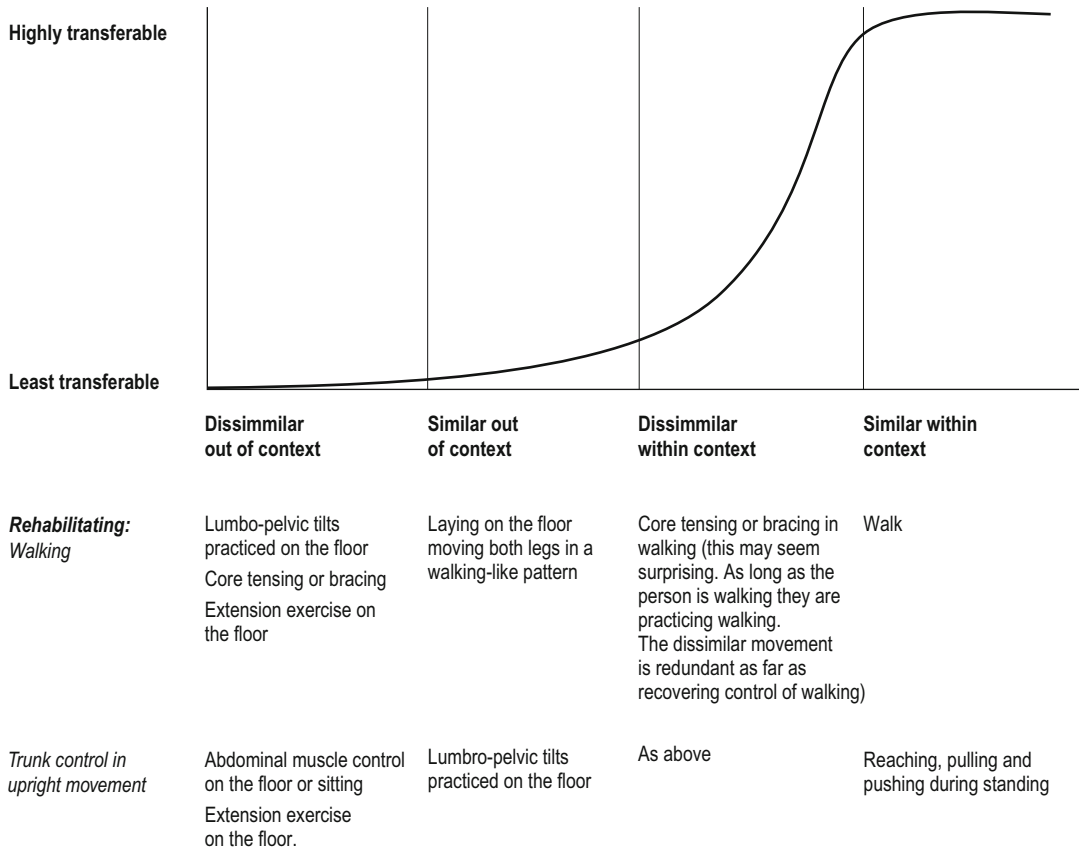 Highly transferable
Least transferable
Dissimmilar
out of context
Similar out
of context
Dissimmilar
within context
Similar within
context
Rehabilitating:
Walking
Lumbo-pelvic tilts
practiced on the floor
Core tensing or bracing
Extension exercise on
the floor
Laying on the floor
moving both legs in a
walking-like pattern
Core tensing or bracing in
walking (this may seem
surprising. As long as the
person is walking they are
practicing walking.
The dissimilar movement
is redundant as far as
recovering control of walking)
Walk
Trunk control in
upright movement
Abdominal muscle control
on the floor or sitting
Extension exercise
on the floor.
Lumbro-pelvic tilts
practiced on the floor
As above
Reaching, pulling and
pushing during standing